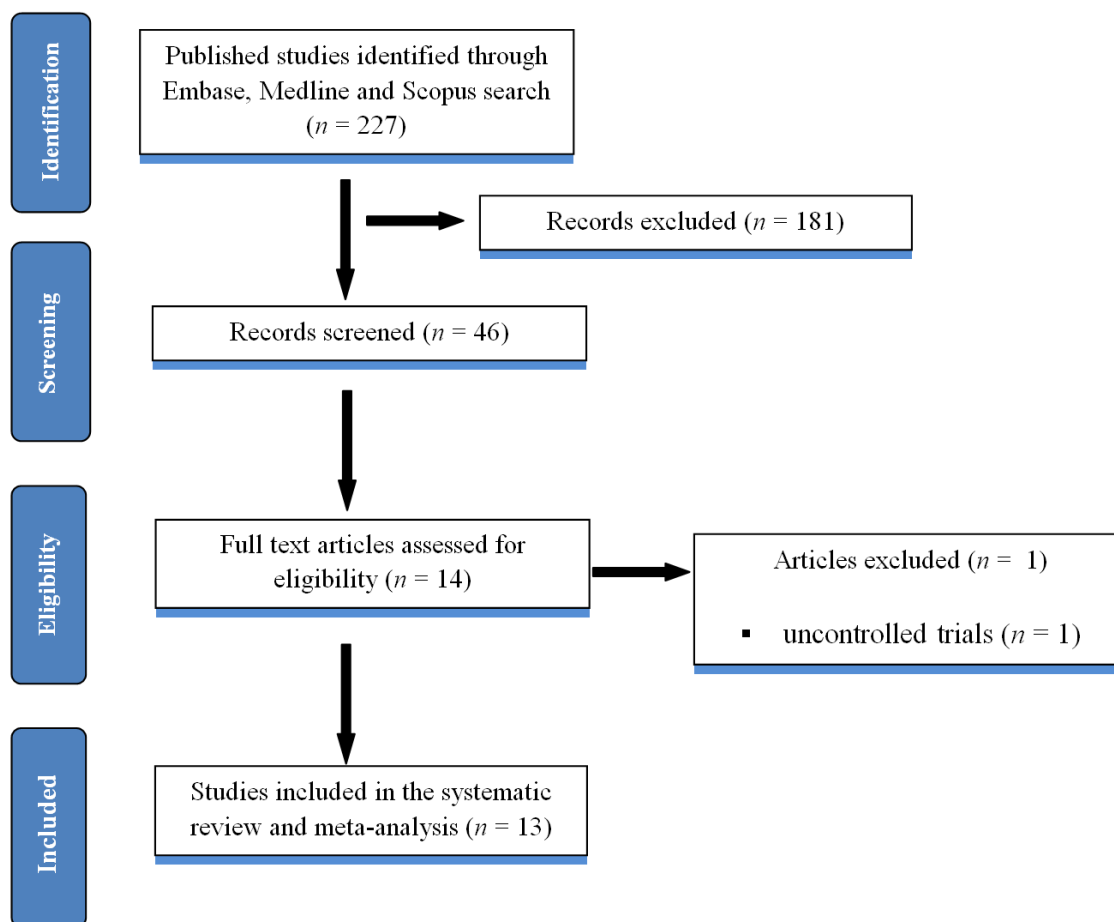 Identification
Published studies identified through
Embase, Medline and Scopus search
(n = 227)
Records excluded (n = 181)
Screening
Records screened (n = 46)
Eligibility
Full text articles assessed for
eligibility (n = 14)
Articles excluded (n = 1)
▪ uncontrolled trials (n = 1)
Included
Studies included in the systematic
review and meta-analysis (n = 13)